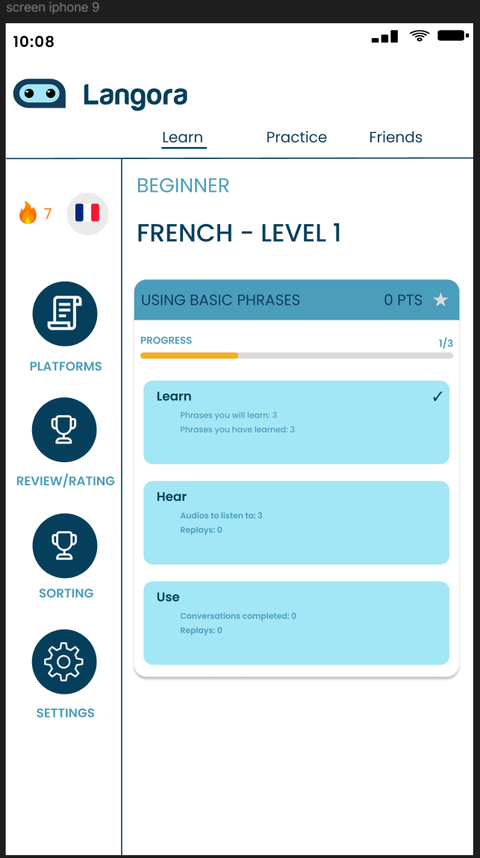 screen iphone 9
10:08
Langora
Learn Practice Friends
7
BEGINNER
FRENCH - LEVEL 1
PLATFORMS
REVIEW/RATING
SORTING
SETTINGS
USING BASIC PHRASES 0 PTS
PROGRESS 1/3
Learn ✓
Phrases you will learn: 3
Phrases you have learned: 3
Hear
Audios to listen to: 3
Replays: 0
Use
Conversations completed: 0
Replays: 0